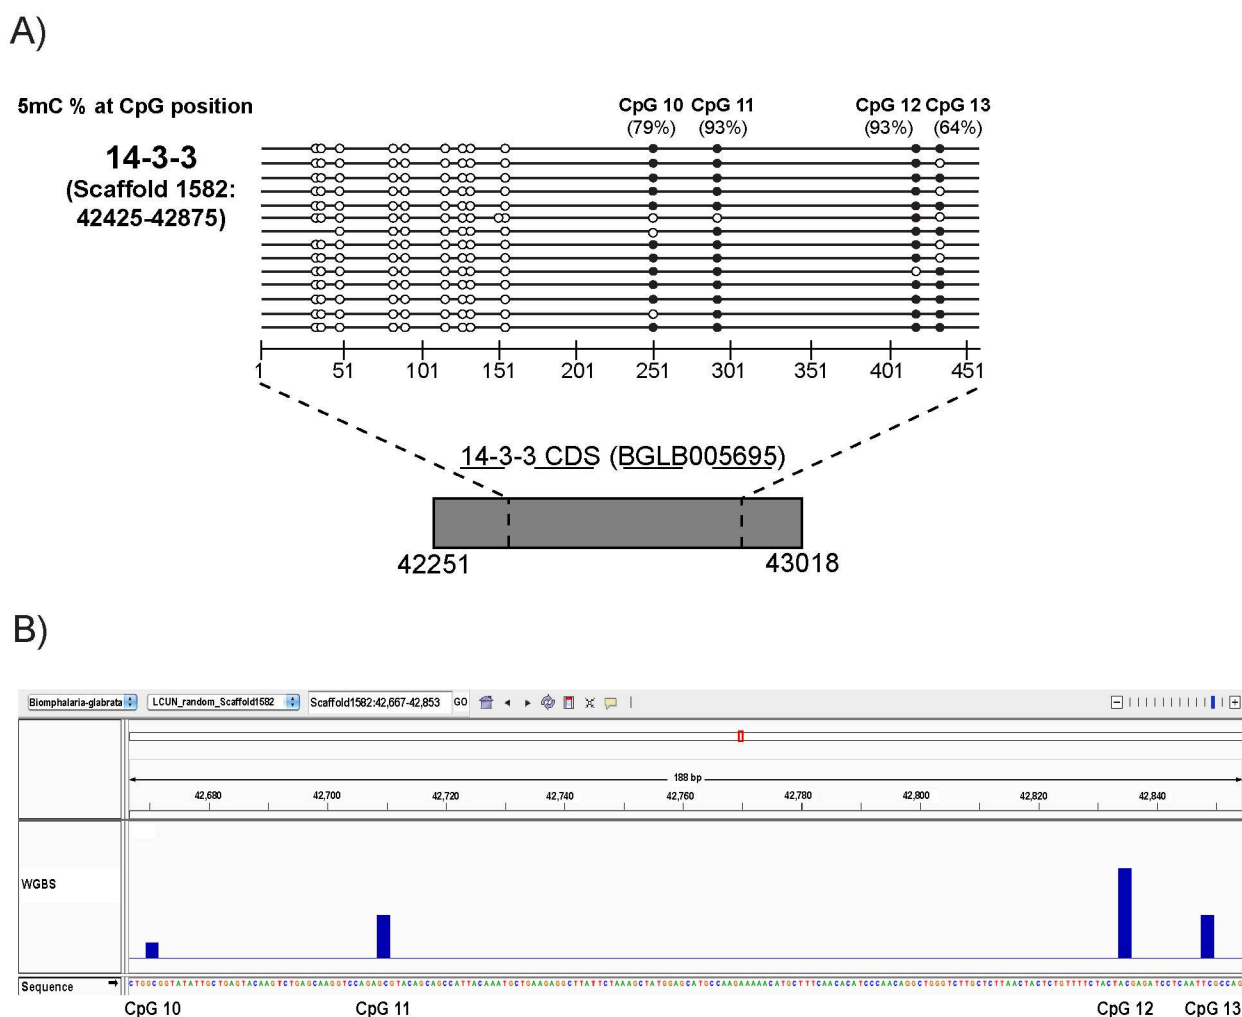 A)
5mC % at CpG position
CpG 10 CpG 11 CpG 12 CpG 13
(79%) (93%) (93%) (64%)
14-3-3
(Scaffold 1582:
42425-42875)
1 51 101 151 201 251 301 351 401 451
14-3-3 CDS (BGLB005695)
42251 43018
B)
Biomphalaria-glabrata LCUN_random_Scaffold1582 Scaffold1582:42,667-42,853 GO
188 bp
42,680 42,700 42,720 42,740 42,760 42,780 42,800 42,820 42,840
WGBS
Sequence CTGGCGGTATATTGCTGAGTACAAGTCTGAGCAAGGTCCAGAGCGTACAGCAGCCATTACAAATGCTGAAGAGGCTTATTCTAAAGCTATGGAGCATGCCAAGAAAAACATGCTTTCAACACATCCCAACAGGCTGGGTCTTGCTCTTAACTACTCTGTTTTCTACTACGAGATCCTCAATTCGCCAG
CpG 10 CpG 11 CpG 12 CpG 13